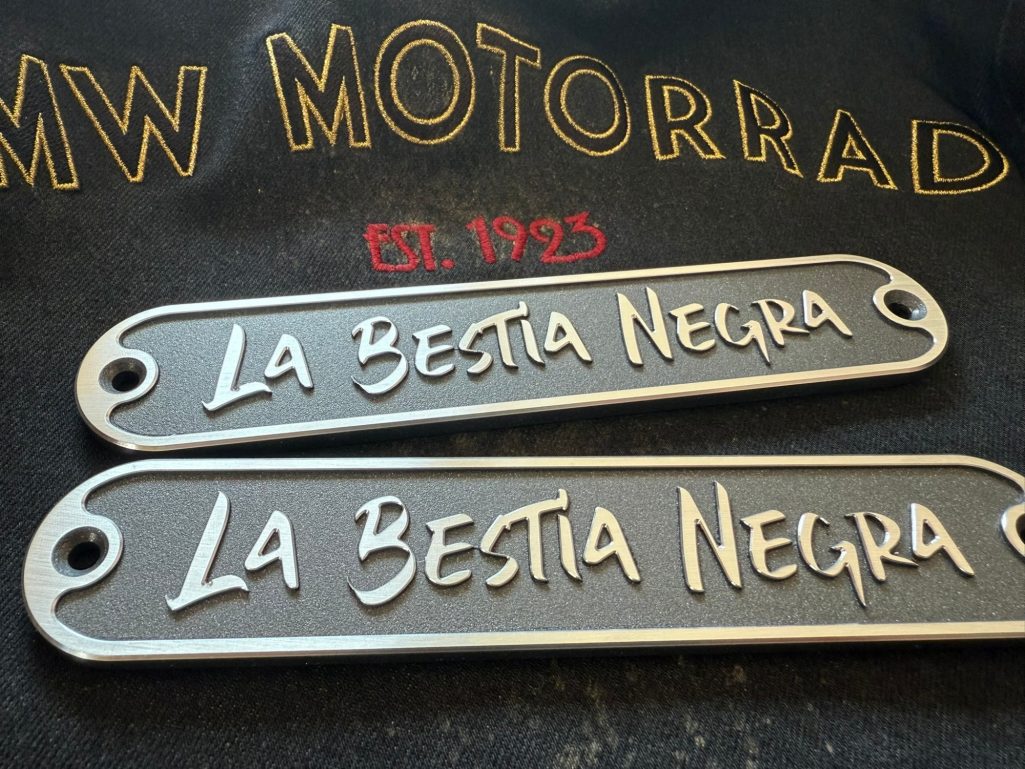 MW MOTORRAD
EST. 1923
LA BESTIA NEGRA
LA BESTIA NEGRA